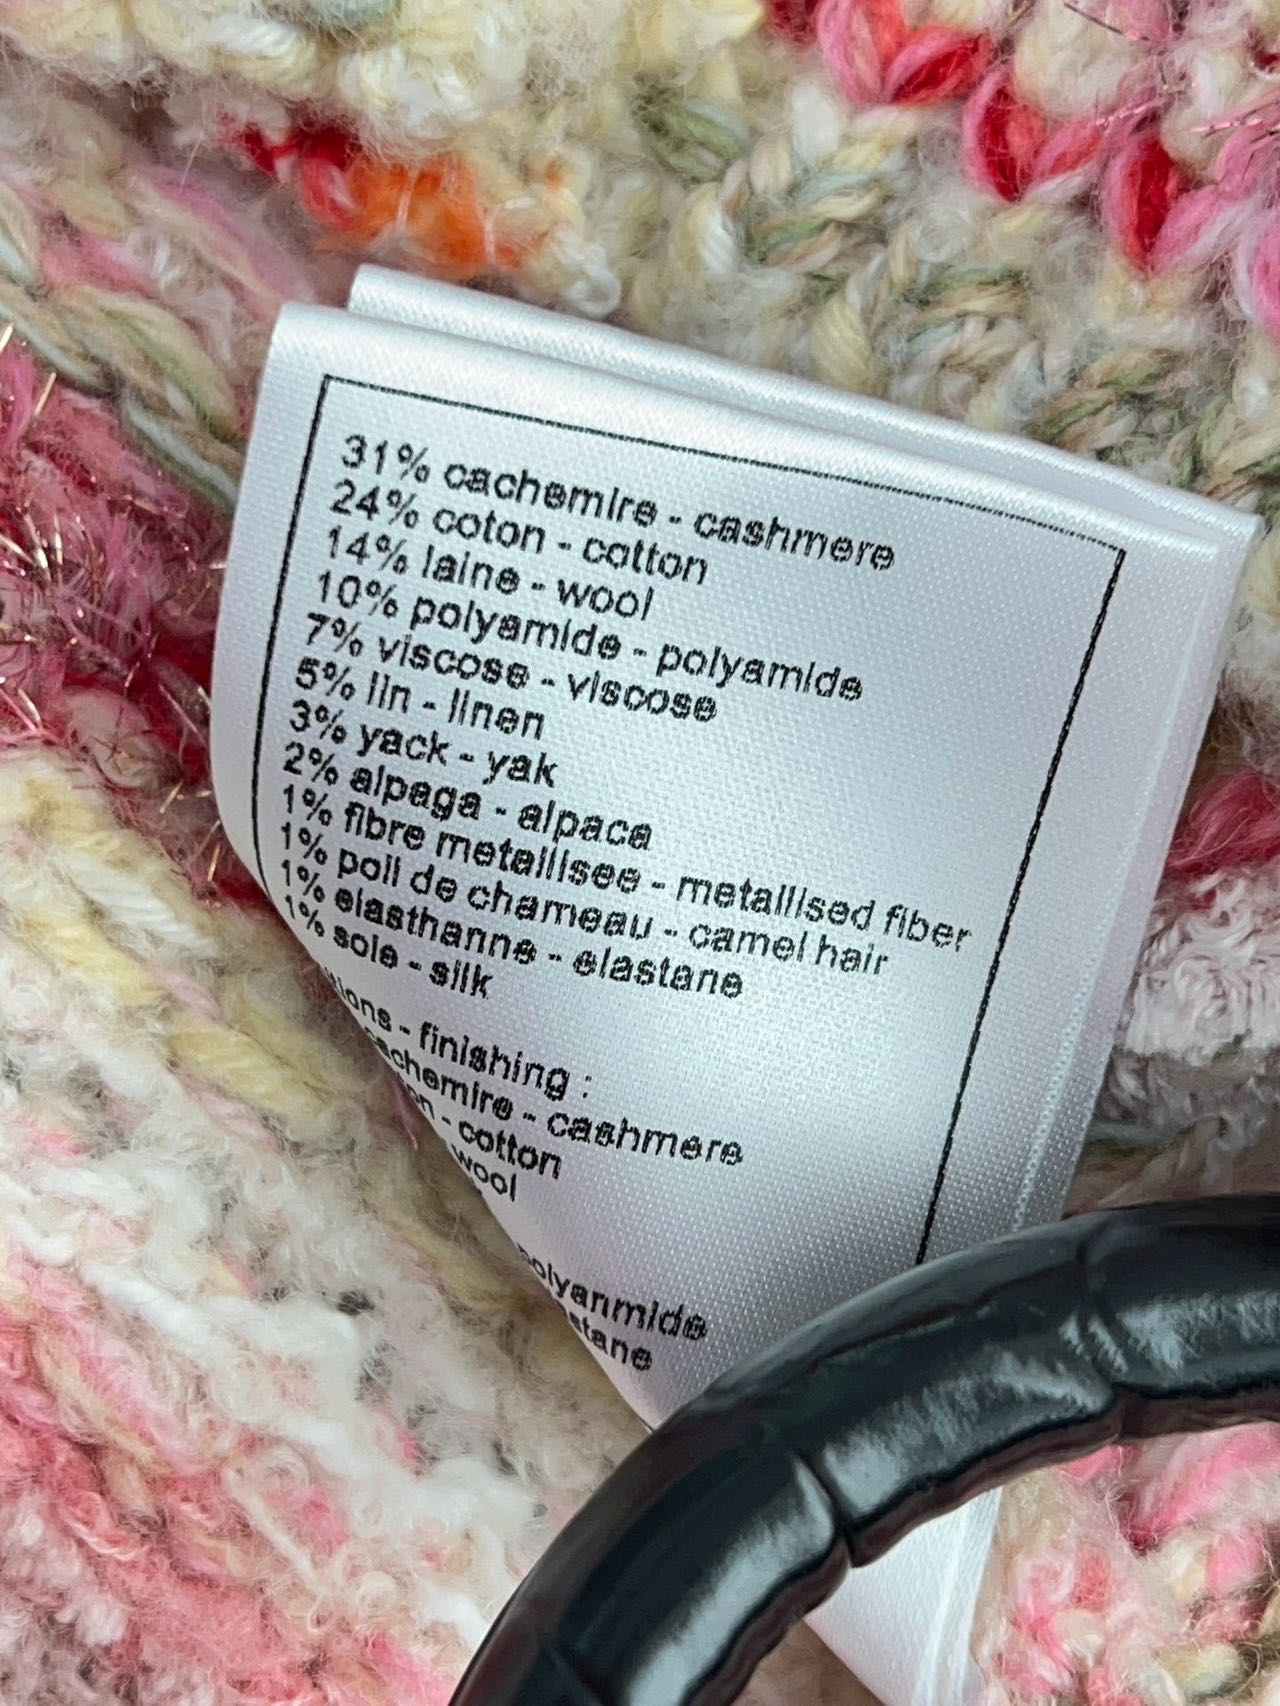 31% cachemire - cashmere
24% coton - cotton
14% laine - wool
10% polyamide - polyamide
7% viscose - viscose
5% lin - linen
3% yack - yak
2% alpaga - alpaca
1% fibre metallisee - metallised fiber
1% poil de chameau - camel hair
1% elasthanne - elastane
1% soie - silk
- finishing :
cachemire - cashmere
- cotton
wool
polyanmide